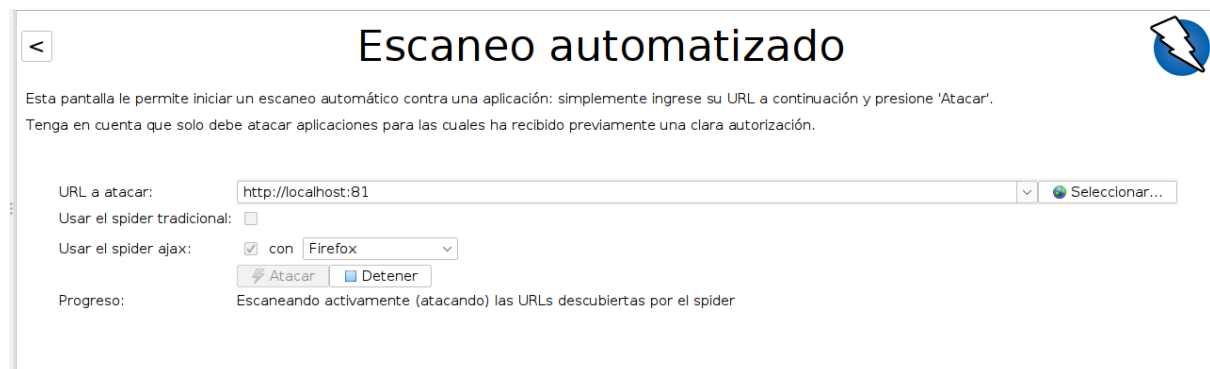 < Escaneo automatizado
Esta pantalla le permite iniciar un escaneo automático contra una aplicación: simplemente ingrese su URL a continuación y presione 'Atacar'.
Tenga en cuenta que solo debe atacar aplicaciones para las cuales ha recibido previamente una clara autorización.
URL a atacar: http://localhost:81 Seleccionar...
Usar el spider tradicional:
Usar el spider ajax: con Firefox
Atacar Detener
Progreso: Escaneando activamente (atacando) las URLs descubiertas por el spider